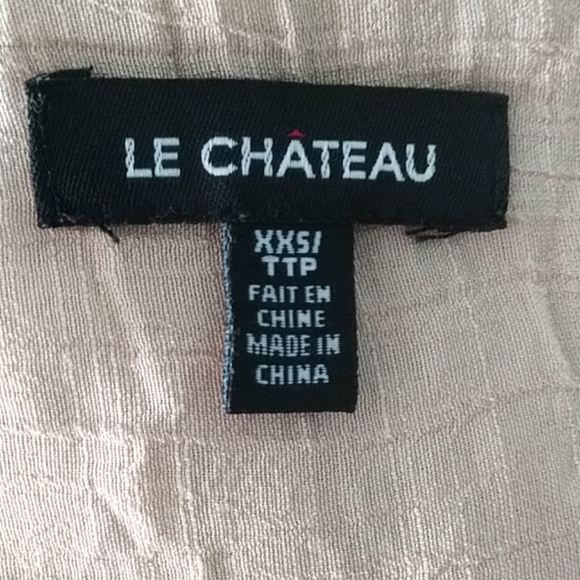 LE CHÂTEAU
XXS/
TTP
FAIT EN
CHINE
MADE IN
CHINA